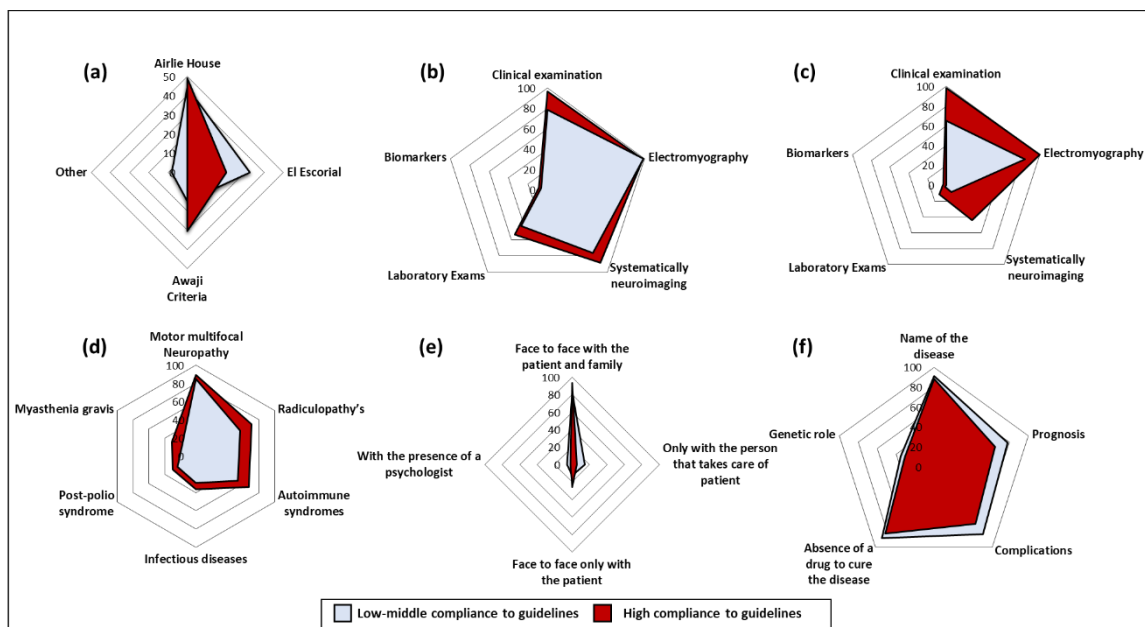 (a)
Airlie House
50
40
30
20
10
0
Other
El Escorial
Awaji
Criteria
(b)
Clinical examination
100
80
60
40
20
0
Biomarkers
Electromyography
Laboratory Exams
Systematically
neuroimaging
(c)
Clinical examination
100
80
60
40
20
0
Biomarkers
Electromyography
Laboratory Exams
Systematically
neuroimaging
(d)
Motor multifocal
Neuropathy
100
80
60
40
20
0
Myasthenia gravis
Radiculopathy's
Post-polio
syndrome
Autoimmune
syndromes
Infectious diseases
(e)
Face to face with the
patient and family
100
80
60
40
20
0
With the presence of a
psychologist
Only with the person
that takes care of
patient
Face to face only with
the patient
(f)
Name of the
disease
100
80
60
40
20
0
Genetic role
Prognosis
Absence of a
drug to cure
the disease
Complications
Low-middle compliance to guidelines
High compliance to guidelines